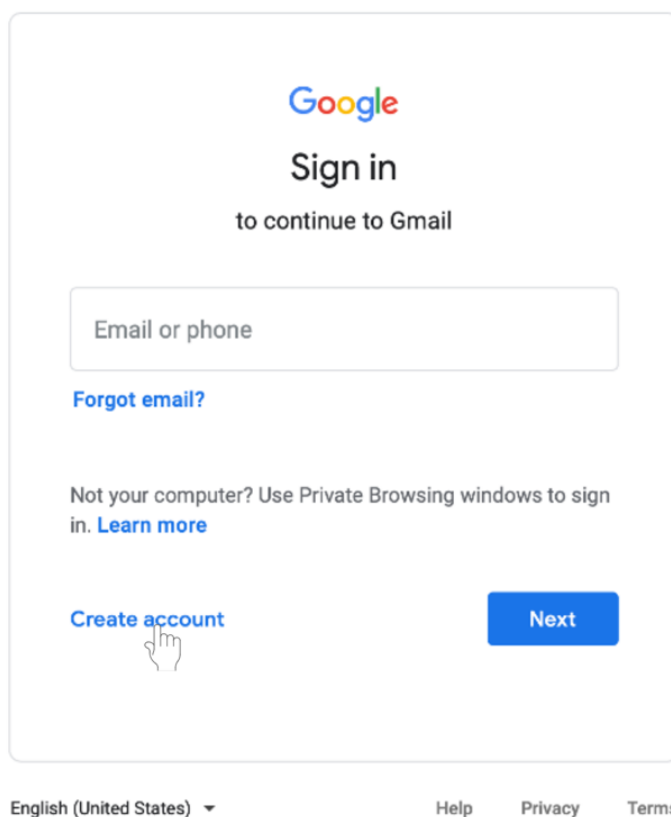 Google
Sign in
to continue to Gmail
Email or phone
Forgot email?
Not your computer? Use Private Browsing windows to sign
in. Learn more
Create account Next
English (United States) Help Privacy Terms